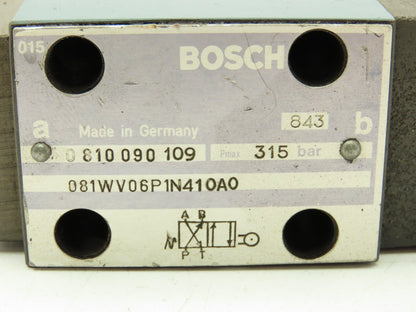 015
BOSCH
843
a b
Made in Germany
0 810 090 109 Pmax 315 bar
081WV06P1N410A0
A B
P T